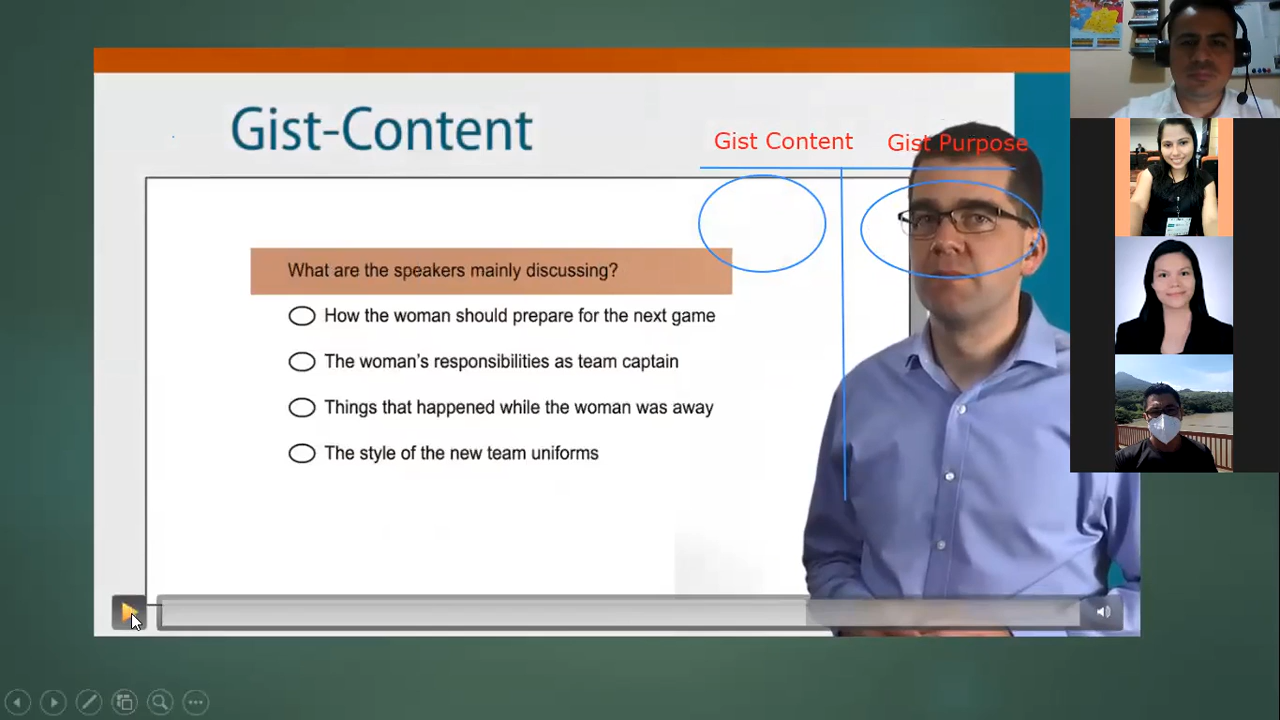 Gist-Content
Gist Content
Gist Purpose
What are the speakers mainly discussing?
How the woman should prepare for the next game
The woman's responsibilities as team captain
Things that happened while the woman was away
The style of the new team uniforms